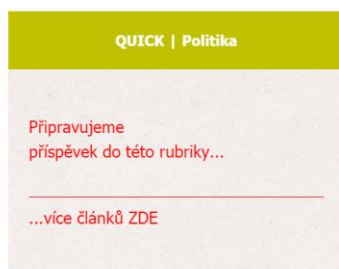 QUICK | Politika
Připravujeme
příspěvek do této rubriky...
...více článků ZDE